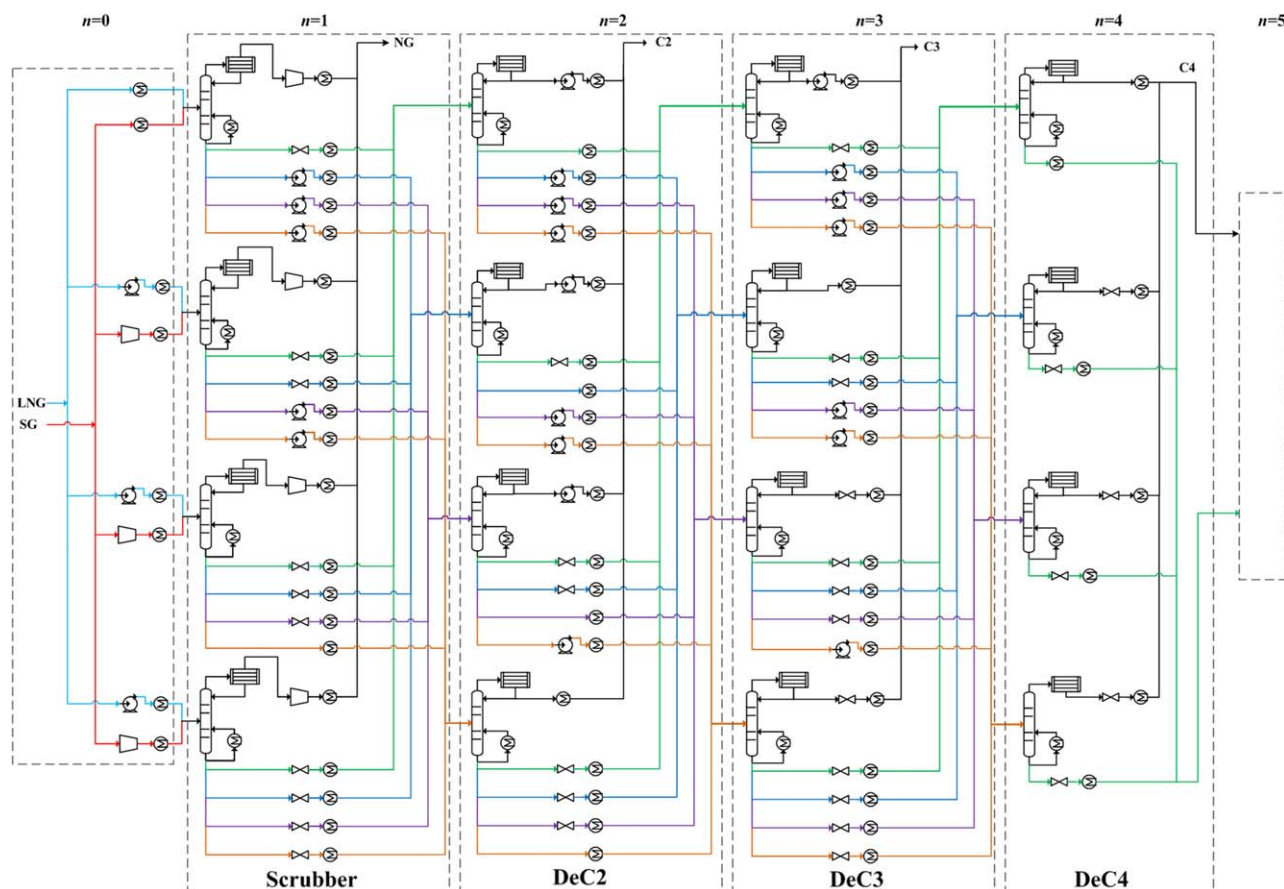 n=0 n=1 n=2 n=3 n=4 n=5
NG C2 C3 C4
LNG
SG
Scrubber DeC2 DeC3 DeC4